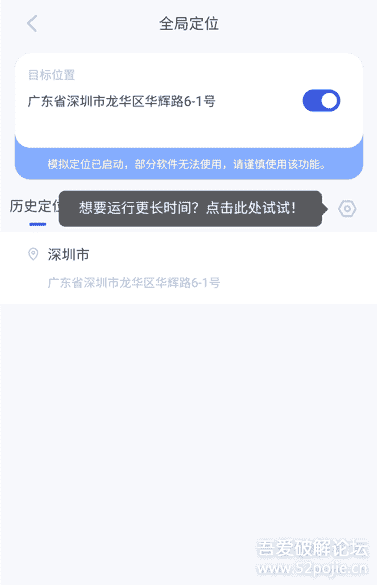 全局定位
目标位置
广东省深圳市龙华区华辉路6-1号
模拟定位已启动，部分软件无法使用，请谨慎使用该功能。
历史定位
想要运行更长时间？点击此处试试！
深圳市
广东省深圳市龙华区华辉路6-1号
吾爱破解论坛
www.52pojie.cn